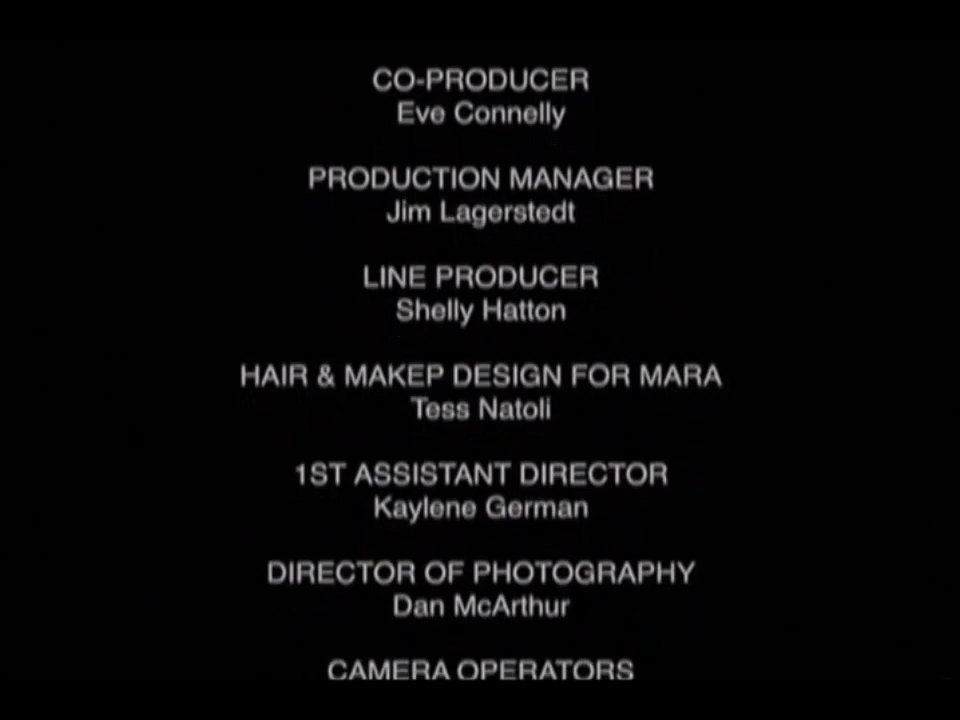 CO-PRODUCER
Eve Connelly
PRODUCTION MANAGER
Jim Lagerstedt
LINE PRODUCER
Shelly Hatton
HAIR & MAKEP DESIGN FOR MARA
Tess Natoli
1ST ASSISTANT DIRECTOR
Kaylene German
DIRECTOR OF PHOTOGRAPHY
Dan McArthur
CAMERA OPERATORS